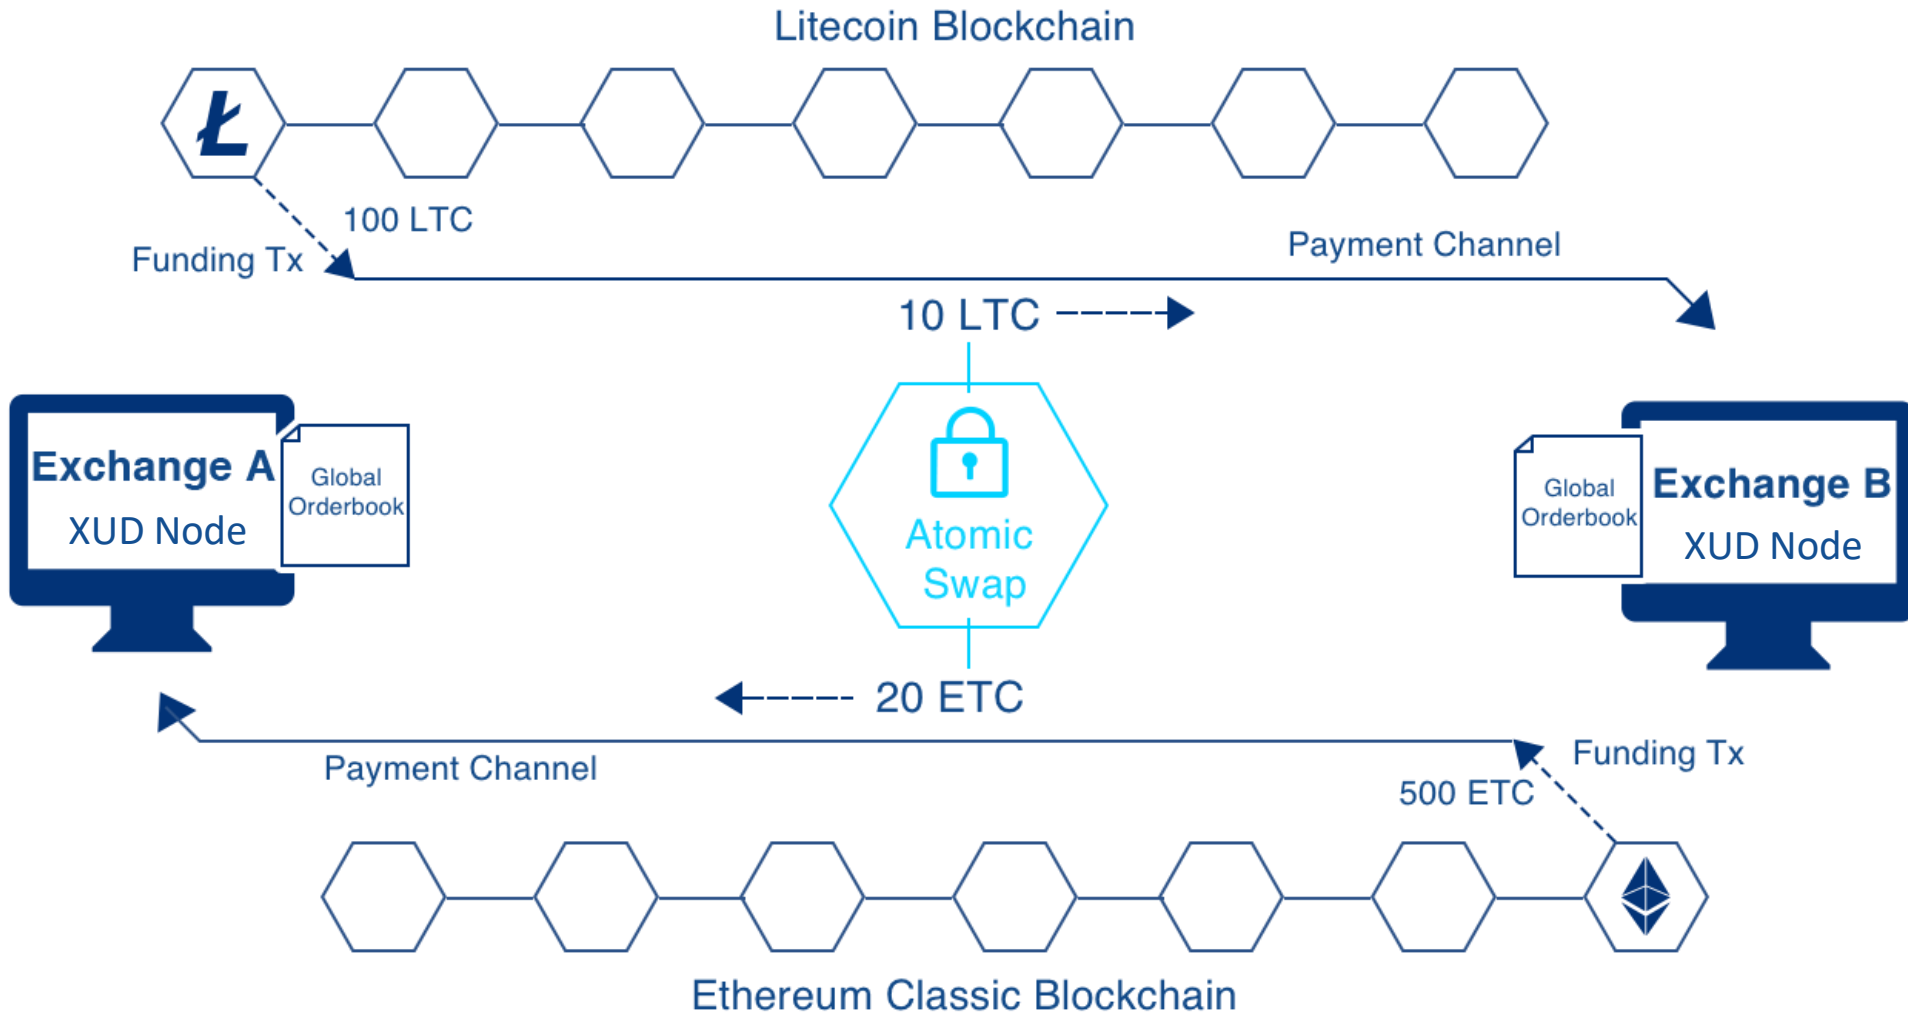 Litecoin Blockchain
100 LTC
Funding Tx
Payment Channel
10 LTC
Exchange A
XUD Node
Global
Orderbook
Atomic
Swap
Global
Orderbook
Exchange B
XUD Node
20 ETC
Payment Channel
Funding Tx
500 ETC
Ethereum Classic Blockchain